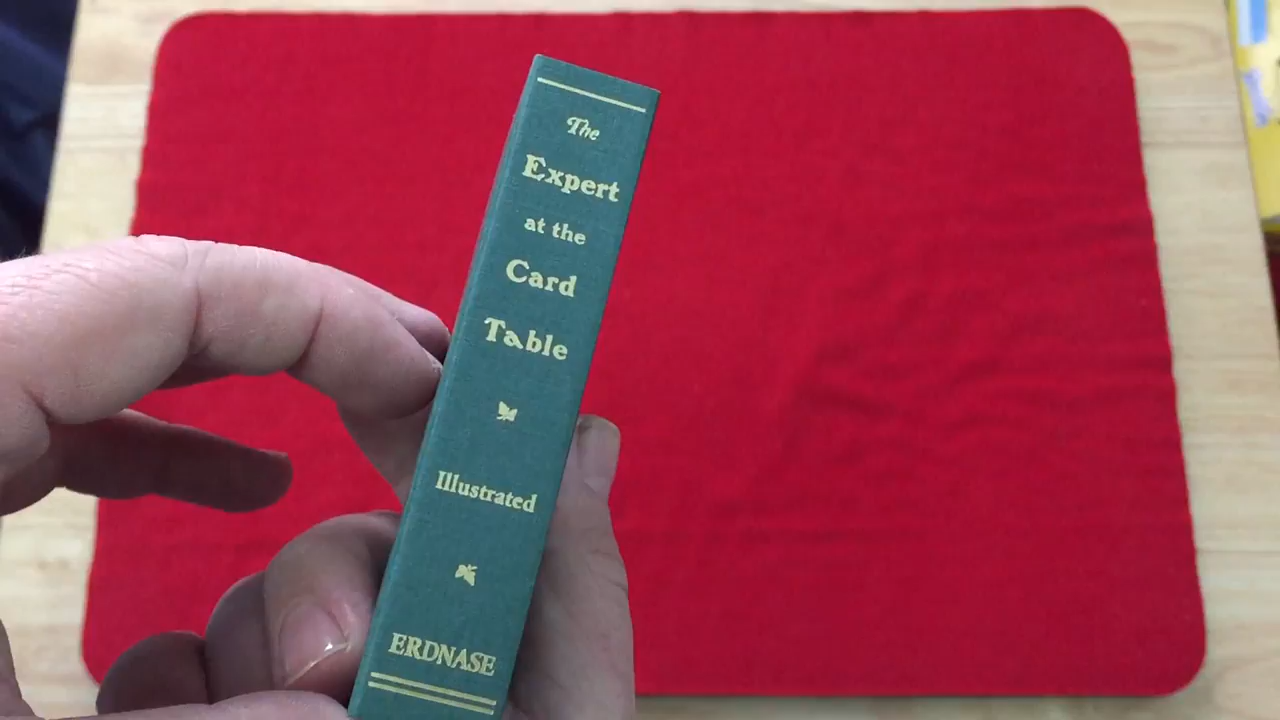 The
Expert
at the
Card
Table
Illustrated
ERDNASE